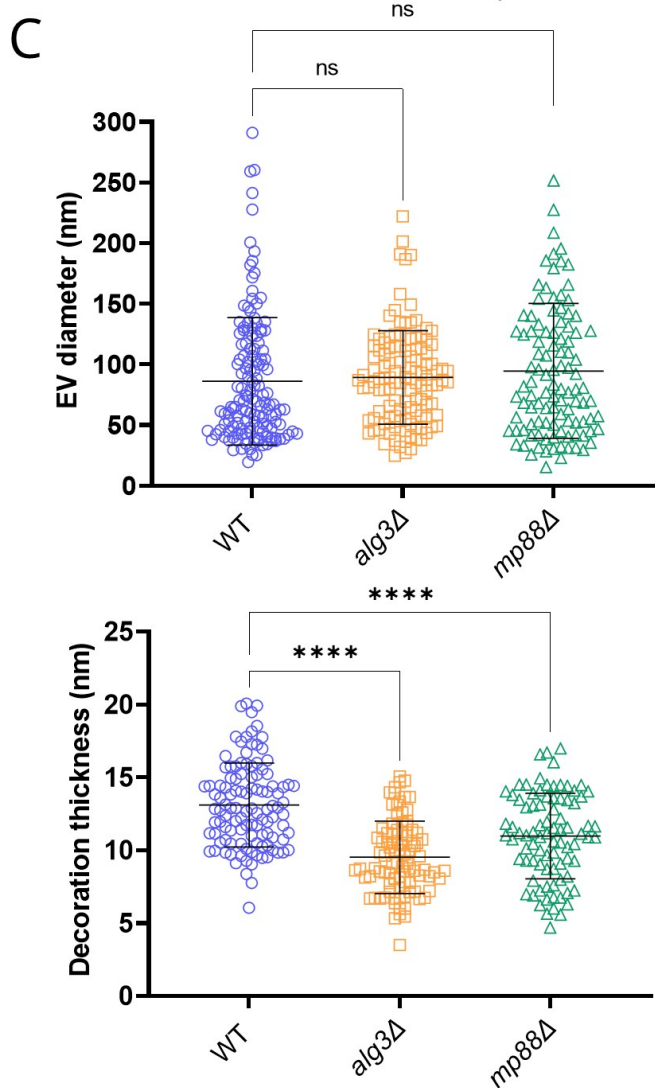 C
ns
ns
EV diameter (nm)
300
250
200
150
100
50
0
WT
alg3Δ
mp88Δ
****
****
Decoration thickness (nm)
25
20
15
10
5
0
WT
alg3Δ
mp88Δ